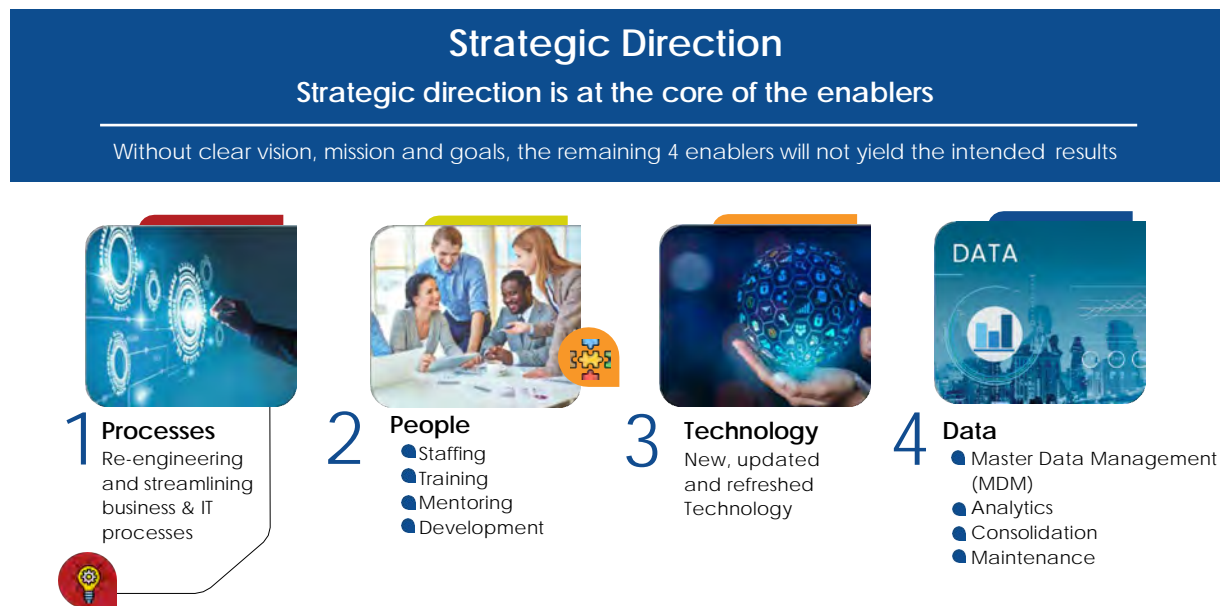 Strategic Direction
Strategic direction is at the core of the enablers
Without clear vision, mission and goals, the remaining 4 enablers will not yield the intended results
DATA
1
Processes
Re-engineering
and streamlining
business & IT
processes
2
People
Staffing
Training
Mentoring
Development
3
Technology
New, updated
and refreshed
Technology
4
Data
Master Data Management
(MDM)
Analytics
Consolidation
Maintenance